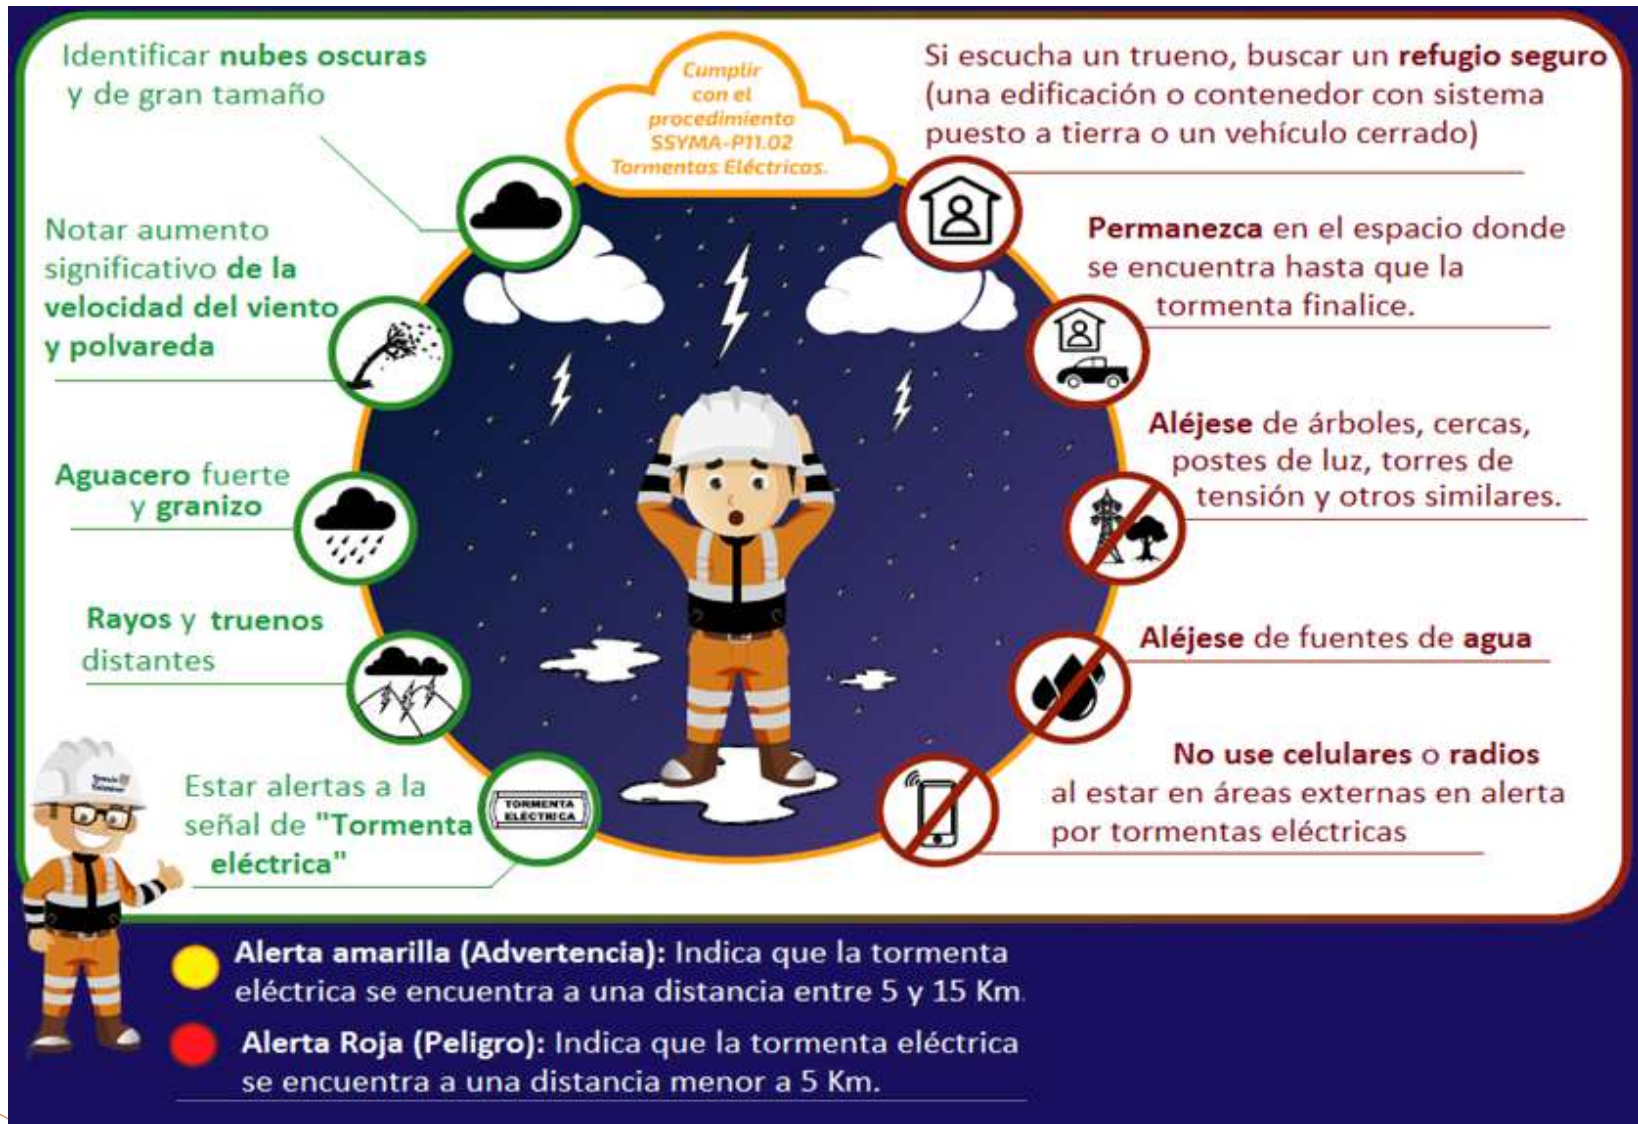 Cumplir
con el
procedimiento
SSYMA-P11.02
Tormentas Eléctricas.
Identificar nubes oscuras
y de gran tamaño
Notar aumento
significativo de la
velocidad del viento
y polvareda
Aguacero fuerte
y granizo
Rayos y truenos
distantes
Estar alertas a la
señal de "Tormenta
eléctrica"
TORMENTA
ELÉCTRICA
Si escucha un trueno, buscar un refugio seguro
(una edificación o contenedor con sistema
puesto a tierra o un vehículo cerrado)
Permanezca en el espacio donde
se encuentra hasta que la
tormenta finalice.
Aléjese de árboles, cercas,
postes de luz, torres de
tensión y otros similares.
Aléjese de fuentes de agua
No use celulares o radios
al estar en áreas externas en alerta
por tormentas eléctricas
Alerta amarilla (Advertencia): Indica que la tormenta
eléctrica se encuentra a una distancia entre 5 y 15 Km.
Alerta Roja (Peligro): Indica que la tormenta eléctrica
se encuentra a una distancia menor a 5 Km.